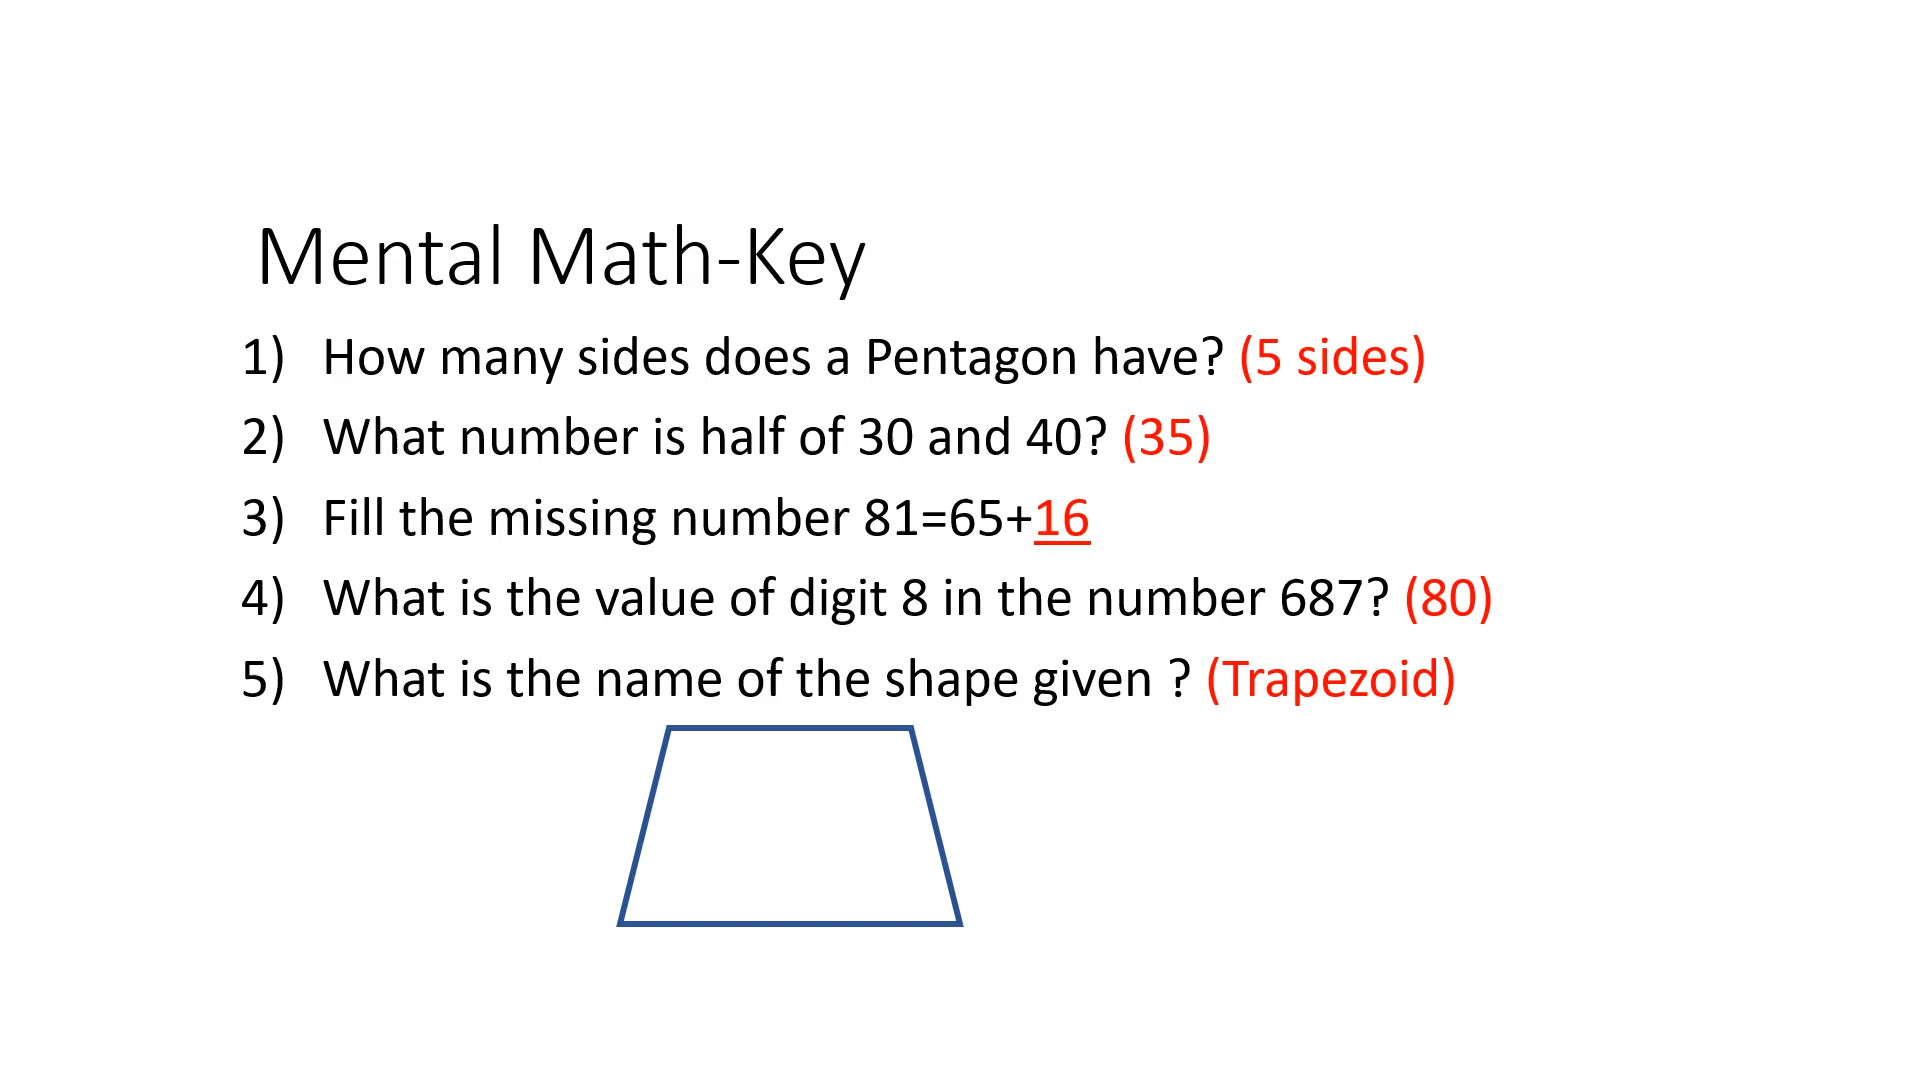 Mental Math-Key
1) How many sides does a Pentagon have? (5 sides)
2) What number is half of 30 and 40? (35)
3) Fill the missing number 81=65+16
4) What is the value of digit 8 in the number 687? (80)
5) What is the name of the shape given ? (Trapezoid)